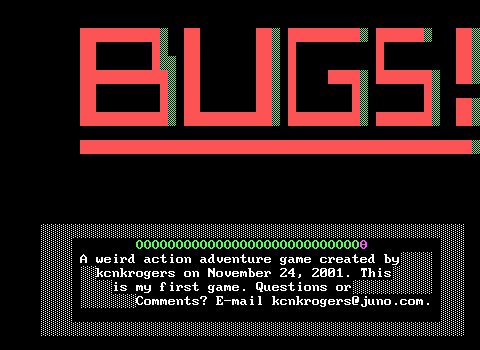 BUGS!
A weird action adventure game created by
kcnkrogers on November 24, 2001. This
is my first game. Questions or
Comments? E-mail kcnkrogers@juno.com.